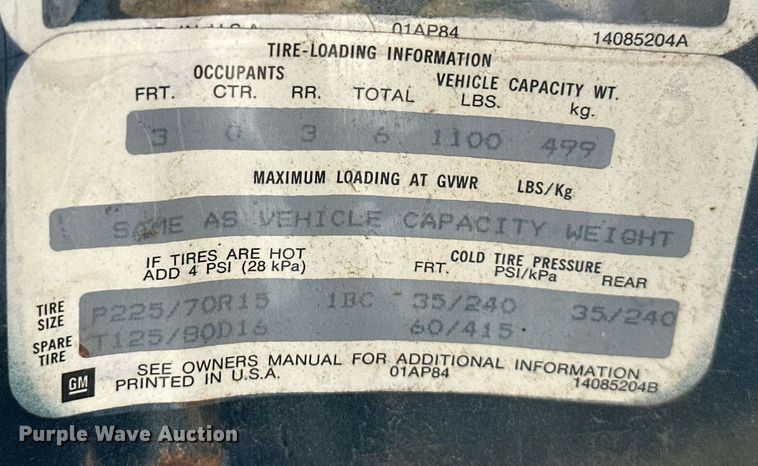 01AP84 14085204A
TIRE-LOADING INFORMATION
OCCUPANTS VEHICLE CAPACITY WT.
FRT. CTR. RR. TOTAL LBS. kg.
3 0 3 6 1100 499
MAXIMUM LOADING AT GVWR LBS/Kg
SAME AS VEHICLE CAPACITY WEIGHT
IF TIRES ARE HOT COLD TIRE PRESSURE
ADD 4 PSI (28 kPa) FRT. PSI/kPa REAR
TIRE SIZE P225/70R15 1BC 35/240 35/240
SPARE TIRE T125/80D16 60/415
GM SEE OWNERS MANUAL FOR ADDITIONAL INFORMATION
PRINTED IN U.S.A. 01AP84 14085204B
Purple Wave Auction